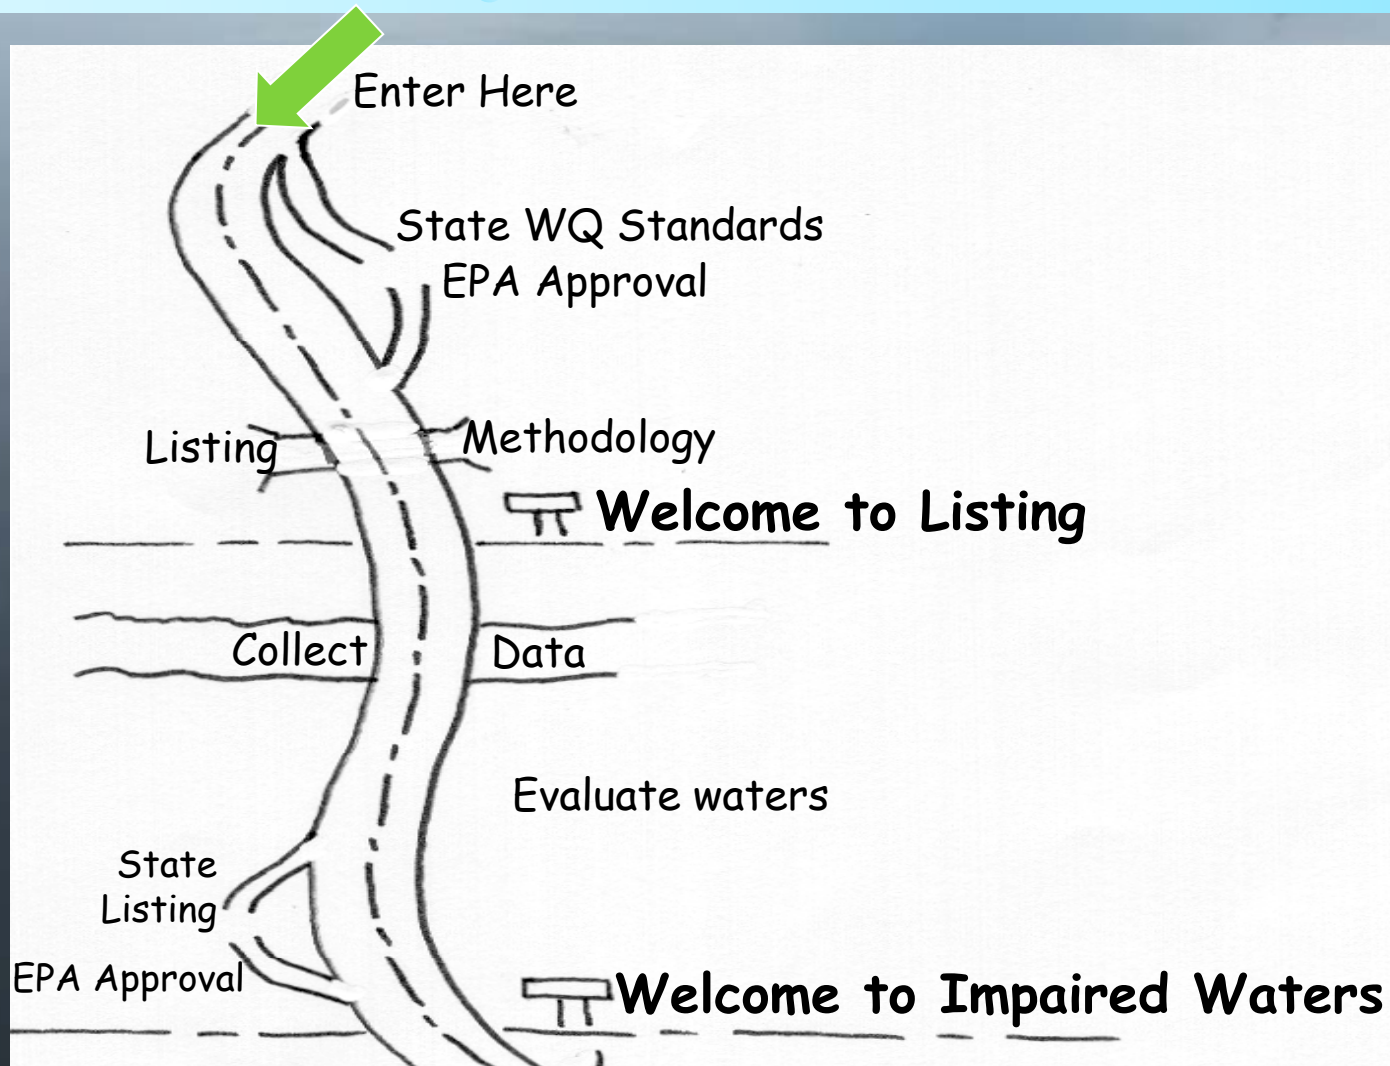 Enter Here
State WQ Standards
EPA Approval
Listing
Methodology
Welcome to Listing
Collect
Data
Evaluate waters
State
Listing
EPA Approval
Welcome to Impaired Waters